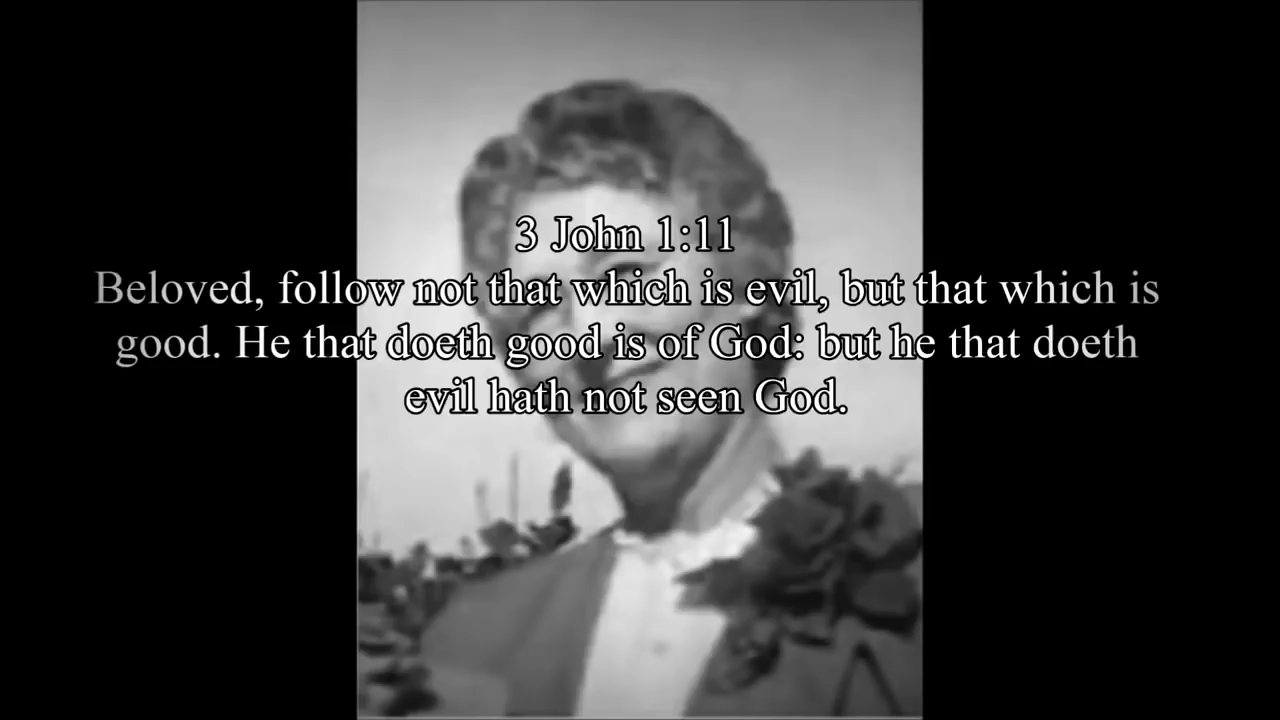 3 John 1:11
Beloved, follow not that which is evil, but that which is
good. He that doeth good is of God: but he that doeth
evil hath not seen God.